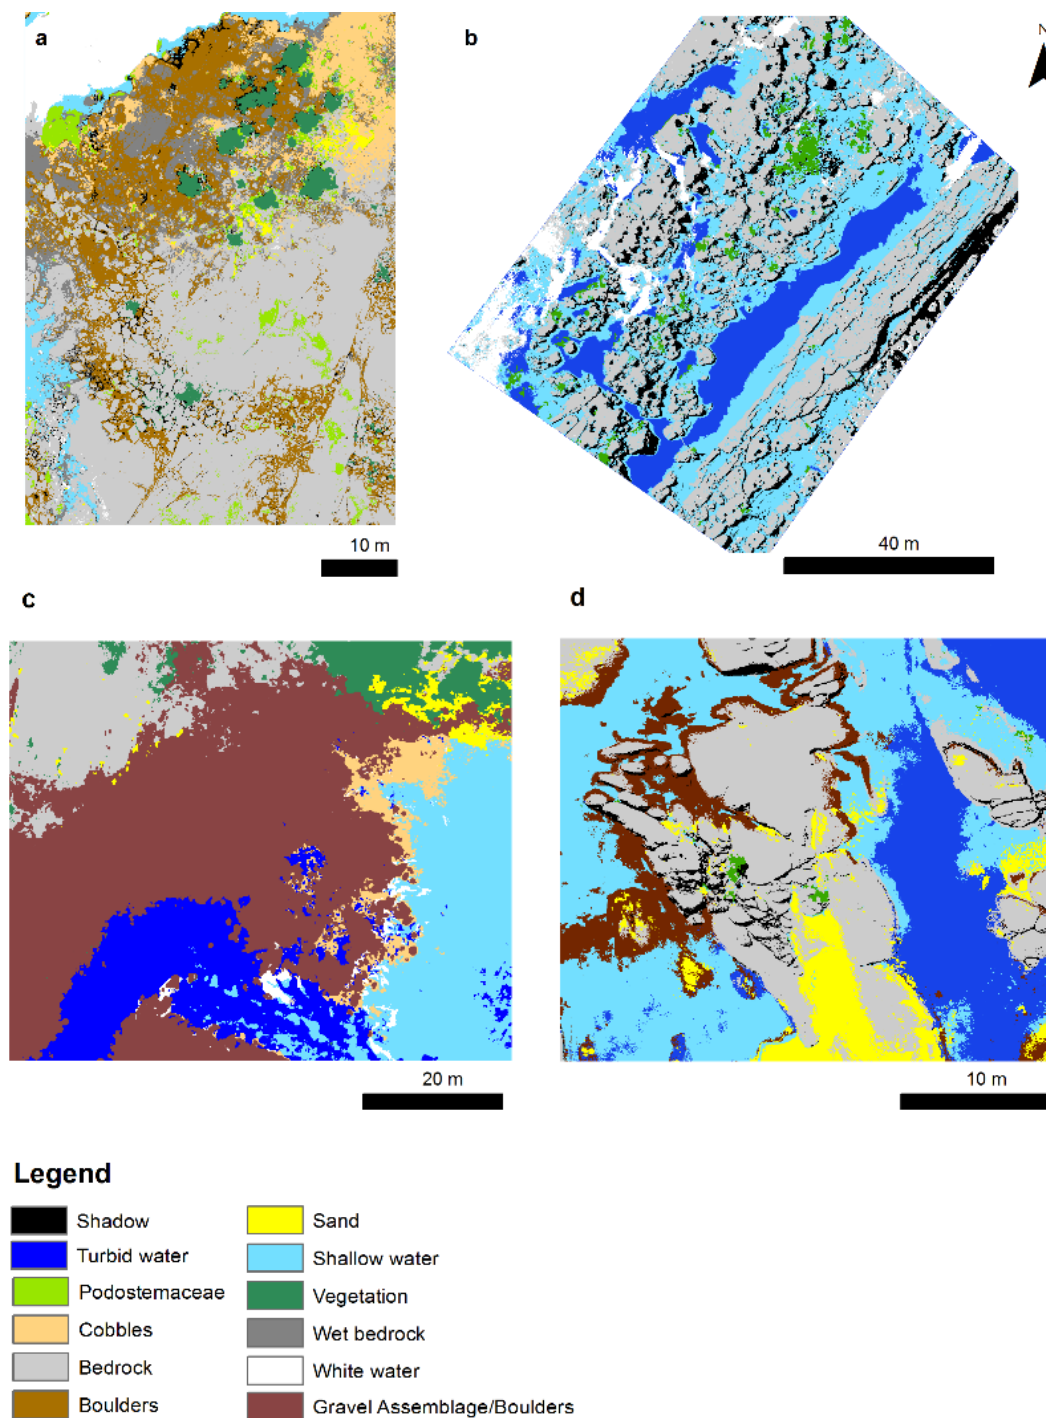 a
b
N
10 m
40 m
c
d
20 m
10 m
Legend
Shadow
Turbid water
Podostemaceae
Cobbles
Bedrock
Boulders
Sand
Shallow water
Vegetation
Wet bedrock
White water
Gravel Assemblage/Boulders